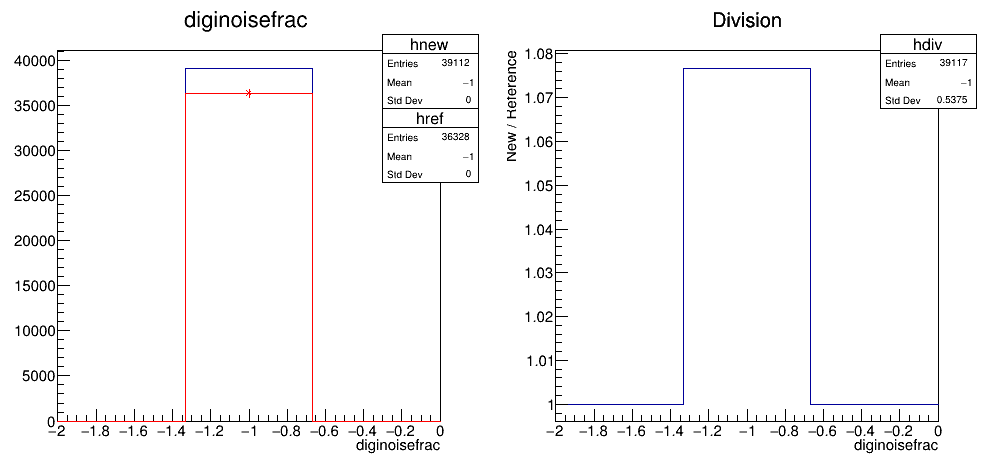 diginoisefrac
hnew
Entries 39112
Mean −1
Std Dev 0
href
Entries 36328
Mean −1
Std Dev 0
40000
35000
30000
25000
20000
15000
10000
5000
0
−2 −1.8 −1.6 −1.4 −1.2 −1 −0.8 −0.6 −0.4 −0.2 0
diginoisefrac
Division
hdiv
Entries 39117
Mean −1
Std Dev 0.5375
New / Reference
1.08
1.07
1.06
1.05
1.04
1.03
1.02
1.01
1
−2 −1.8 −1.6 −1.4 −1.2 −1 −0.8 −0.6 −0.4 −0.2 0
diginoisefrac